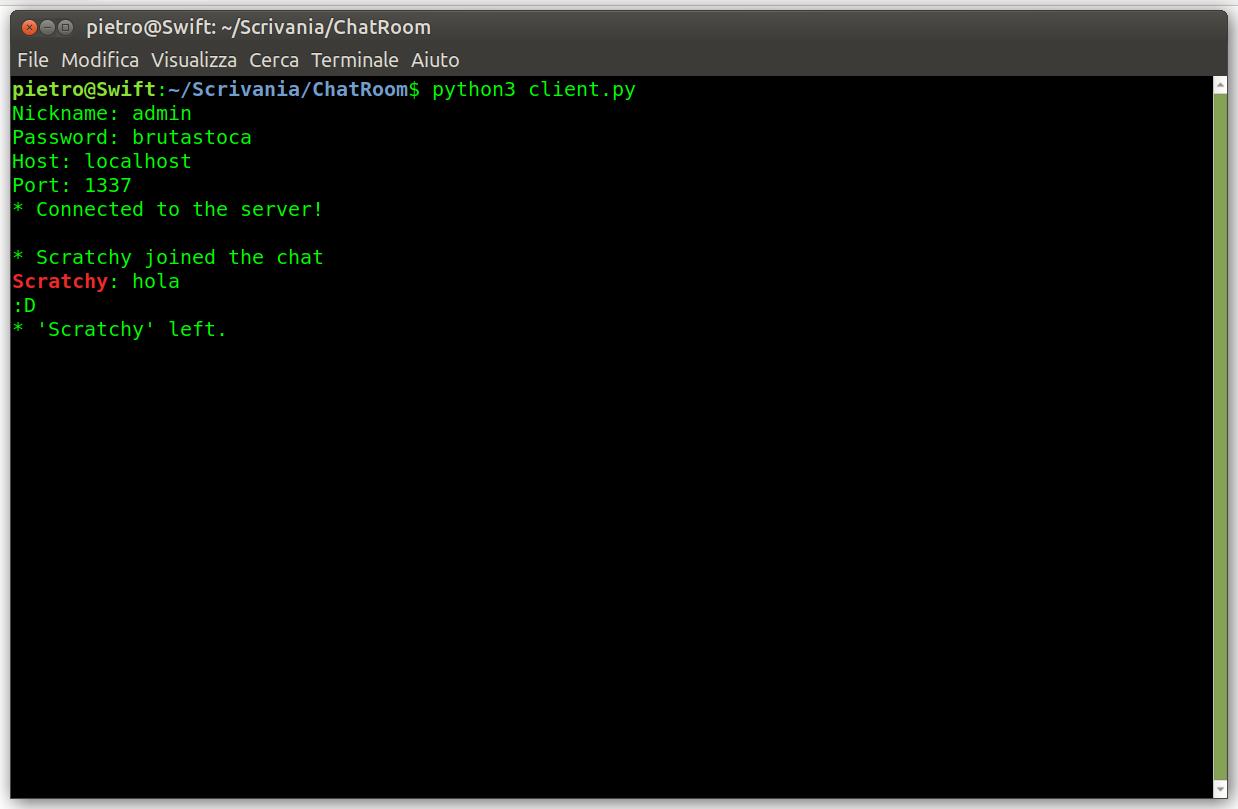 pietro@Swift: ~/Scrivania/ChatRoom
File Modifica Visualizza Cerca Terminale Aiuto
pietro@Swift:~/Scrivania/ChatRoom$ python3 client.py
Nickname: admin
Password: brutastoca
Host: localhost
Port: 1337
* Connected to the server!
* Scratchy joined the chat
Scratchy: hola
:D
* 'Scratchy' left.